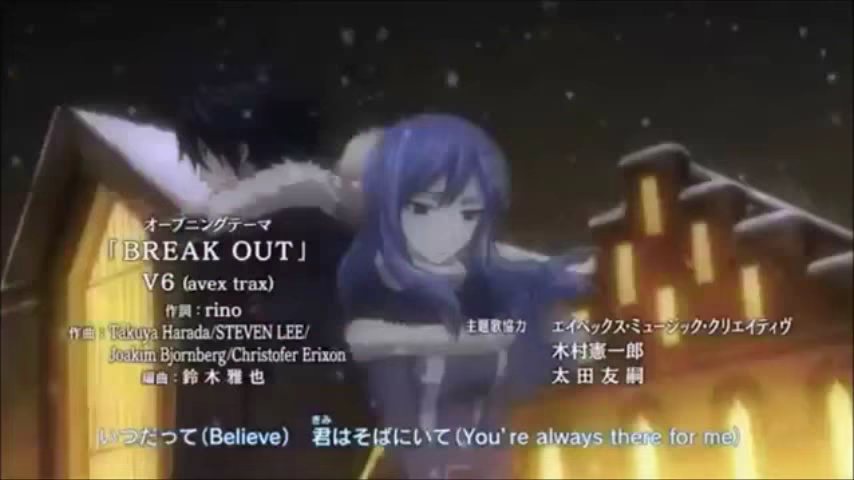 オープニングテーマ
「BREAK OUT」
V6 (avex trax)
作詞：rino
作曲：Takuya Harada/STEVEN LEE/
Joakim Bjornberg/Christofer Erixon
編曲：鈴木雅也
主題歌協力 エイベックス・ミュージック・クリエイティヴ
木村憲一郎
太田友嗣
きみ
いつだって(Believe) 君はそばにいて(You're always there for me)